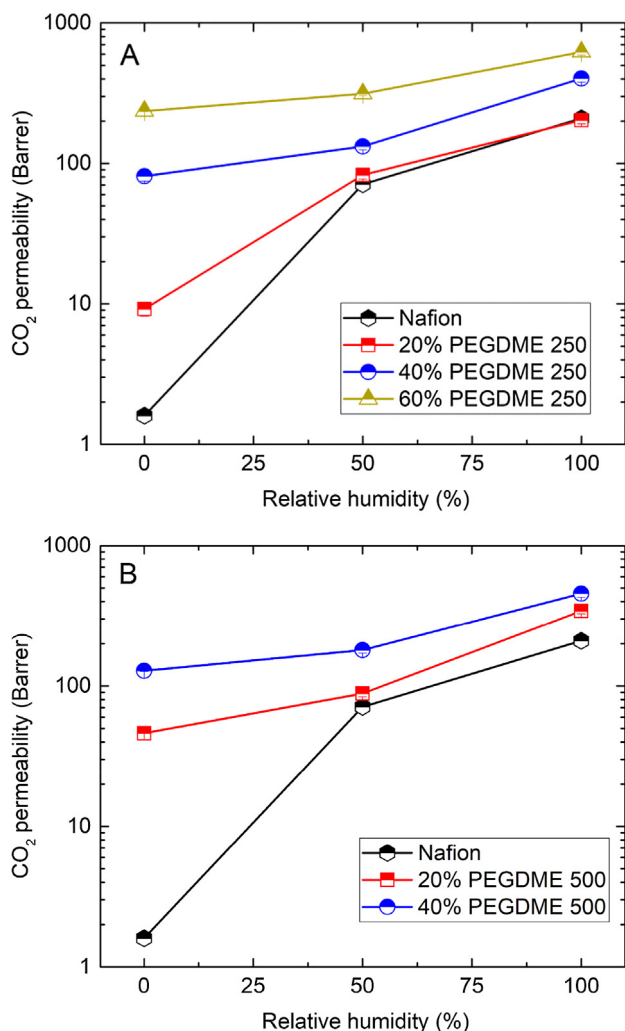 A
1000
100
10
1
CO₂ permeability (Barrer)
Nafion
20% PEGDME 250
40% PEGDME 250
60% PEGDME 250
0 25 50 75 100
Relative humidity (%)
B
1000
100
10
1
CO₂ permeability (Barrer)
Nafion
20% PEGDME 500
40% PEGDME 500
0 25 50 75 100
Relative humidity (%)